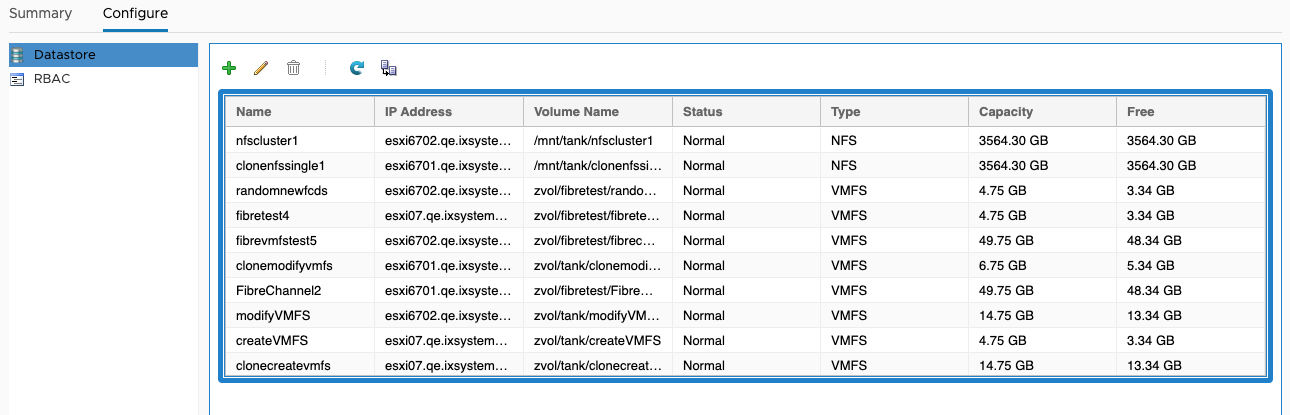 Summary Configure
Datastore
RBAC
Name IP Address Volume Name Status Type Capacity Free
nfscluster1 esxi6702.qe.ixsyste... /mnt/tank/nfscluster1 Normal NFS 3564.30 GB 3564.30 GB
clonenfssingle1 esxi6701.qe.ixsyste... /mnt/tank/clonenfssi... Normal NFS 3564.30 GB 3564.30 GB
randomnewfcds esxi6702.qe.ixsyste... zvol/fibretest/rando... Normal VMFS 4.75 GB 3.34 GB
fibretest4 esxi07.qe.ixsystem... zvol/fibretest/fibrete... Normal VMFS 4.75 GB 3.34 GB
fibrevmfstest5 esxi6702.qe.ixsyste... zvol/fibretest/fibrec... Normal VMFS 49.75 GB 48.34 GB
clonemodifyvmfs esxi6701.qe.ixsyste... zvol/tank/clonemodi... Normal VMFS 6.75 GB 5.34 GB
FibreChannel2 esxi6701.qe.ixsyste... zvol/fibretest/Fibre... Normal VMFS 49.75 GB 48.34 GB
modifyVMFS esxi6702.qe.ixsyste... zvol/tank/modifyVM... Normal VMFS 14.75 GB 13.34 GB
createVMFS esxi07.qe.ixsystem... zvol/tank/createVMFS Normal VMFS 4.75 GB 3.34 GB
clonecreatevmfs esxi07.qe.ixsystem... zvol/tank/clonecreat... Normal VMFS 14.75 GB 13.34 GB